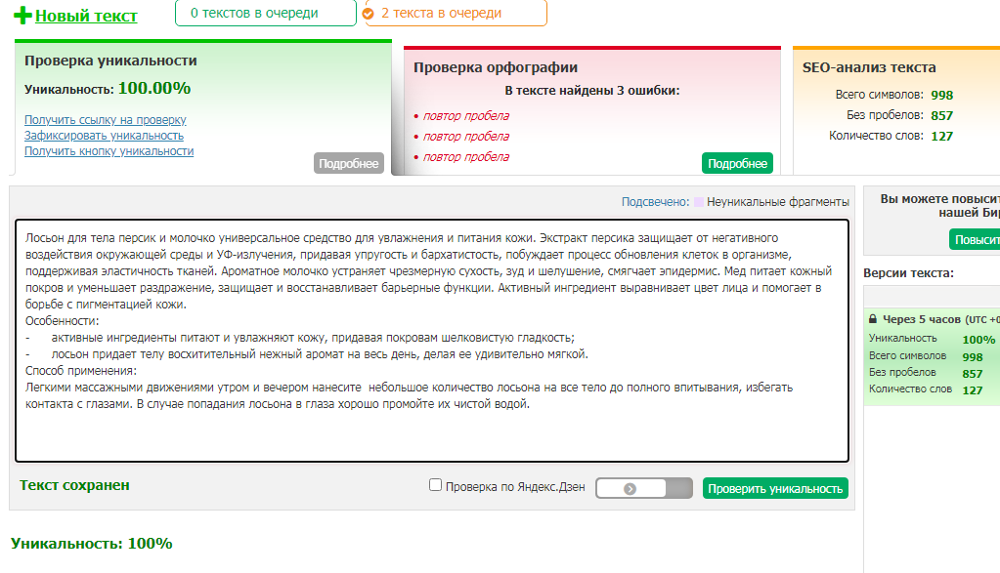 Новый текст
0 текстов в очереди
2 текста в очереди
Проверка уникальности
Уникальность: 100.00%
Получить ссылку на проверку
Зафиксировать уникальность
Получить кнопку уникальности
Подробнее
Проверка орфографии
В тексте найдены 3 ошибки:
• повтор пробела
• повтор пробела
• повтор пробела
Подробнее
SEO-анализ текста
Всего символов: 998
Без пробелов: 857
Количество слов: 127
Подсвечено: Неуникальные фрагменты
Лосьон для тела персик и молочко универсальное средство для увлажнения и питания кожи. Экстракт персика защищает от негативного
воздействия окружающей среды и УФ-излучения, придавая упругость и бархатистость, побуждает процесс обновления клеток в организме,
поддерживая эластичность тканей. Ароматное молочко устраняет чрезмерную сухость, зуд и шелушение, смягчает эпидермис. Мед питает кожный
покров и уменьшает раздражение, защищает и восстанавливает барьерные функции. Активный ингредиент выравнивает цвет лица и помогает в
борьбе с пигментацией кожи.
Особенности:
- активные ингредиенты питают и увлажняют кожу, придавая покровам шелковистую гладкость;
- лосьон придает телу восхитительный нежный аромат на весь день, делая ее удивительно мягкой.
Способ применения:
Легкими массажными движениями утром и вечером нанесите  небольшое количество лосьона на все тело до полного впитывания, избегать
контакта с глазами. В случае попадания лосьона в глаза хорошо промойте их чистой водой.
Текст сохранен
Проверка по Яндекс.Дзен
Проверить уникальность
Уникальность: 100%
Вы можете повысит
нашей Би
Повысит
Версии текста:
Через 5 часов (UTC +0
Уникальность 100%
Всего символов 998
Без пробелов 857
Количество слов 127